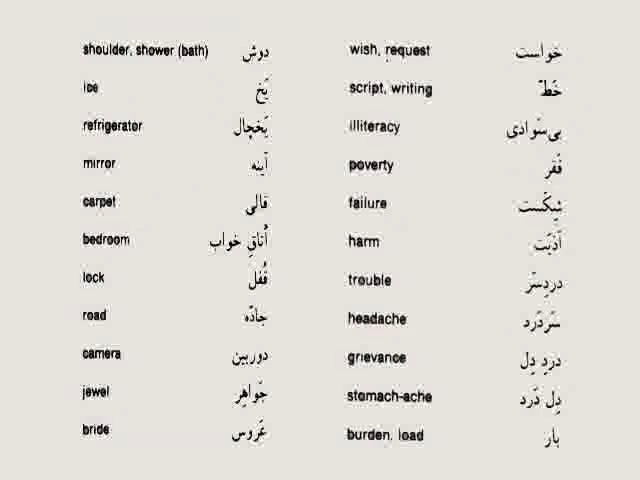 shoulder, shower (bath) دوش
ice یَخ
refrigerator یَخچال
mirror آینه
carpet قالی
bedroom اُتاقِ خواب
lock قُفل
road جادّه
camera دوربین
jewel جَواهِر
bride عَروس
wish, request خواست
script, writing خَطّ
illiteracy بی‌سَوادی
poverty فَقر
failure شِکَست
harm اَذیَّت
trouble دردِسَر
headache سَردَرد
grievance دردِ دِل
stomach-ache دِل دَرد
burden, load بار